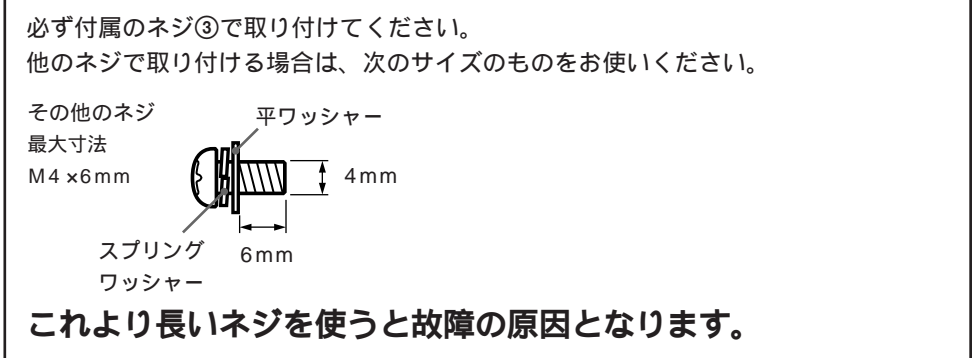 必ず付属のネジ③で取り付けてください。
他のネジで取り付ける場合は、次のサイズのものをお使いください。
その他のネジ
最大寸法
M4×6mm
平ワッシャー
4mm
6mm
スプリング
ワッシャー
これより長いネジを使うと故障の原因となります。